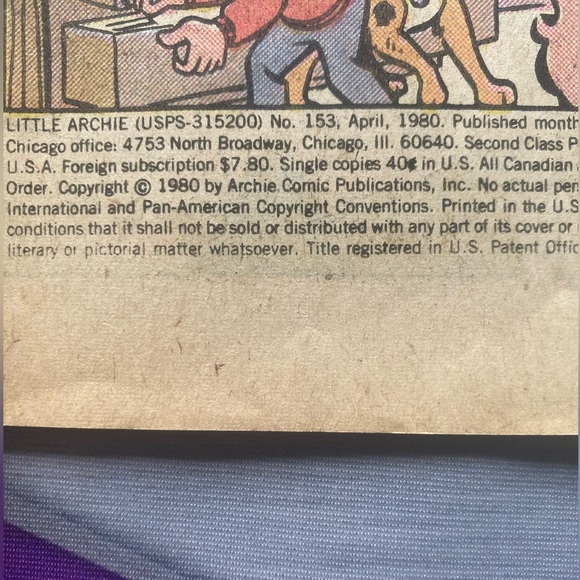 LITTLE ARCHIE (USPS-315200) No. 153, April, 1980. Published month
Chicago office: 4753 North Broadway, Chicago, Ill. 60640. Second Class P
U.S.A. Foreign subscription $7.80. Single copies 40¢ in U.S. All Canadian
Order. Copyright © 1980 by Archie Comic Publications, Inc. No actual per
International and Pan-American Copyright Conventions. Printed in the U.S
conditions that it shall not be sold or distributed with any part of its cover or
literary or pictorial matter whatsoever. Title registered in U.S. Patent Offic